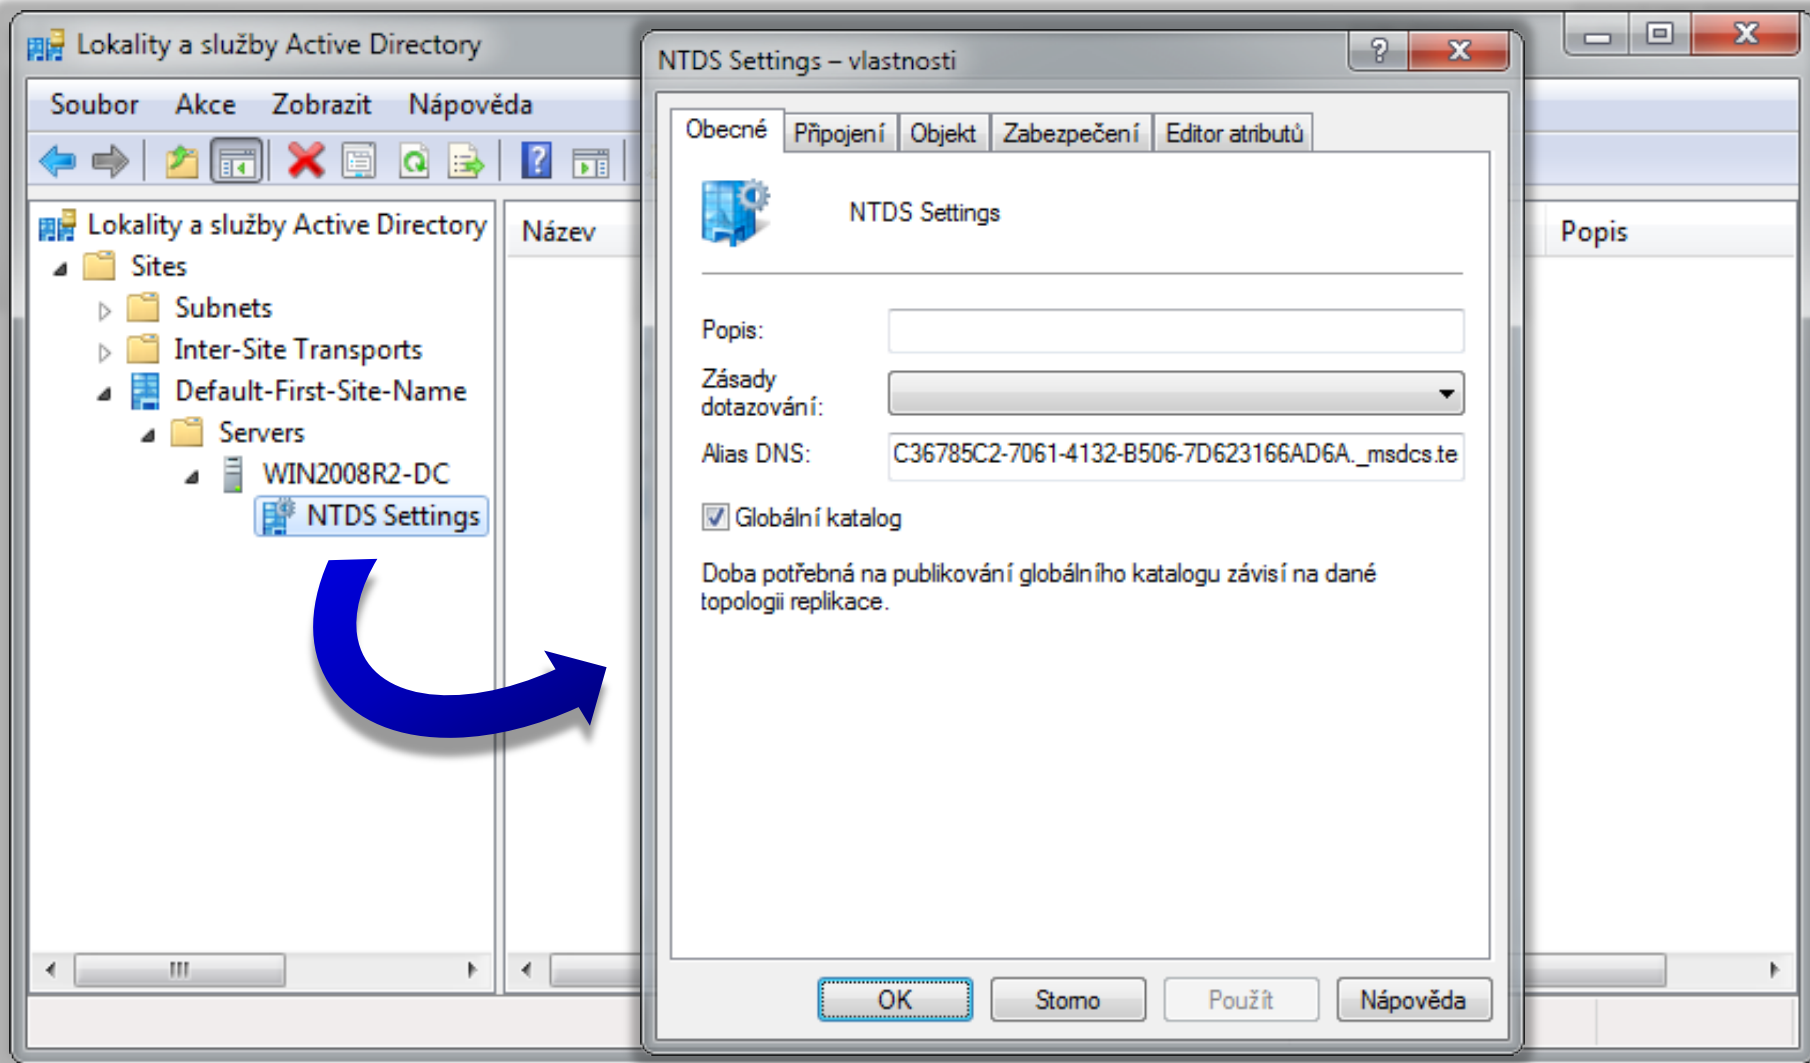 Lokality a služby Active Directory
Soubor Akce Zobrazit Nápověda
Lokality a služby Active Directory
Sites
Subnets
Inter-Site Transports
Default-First-Site-Name
Servers
WIN2008R2-DC
NTDS Settings
Název
Popis
NTDS Settings – vlastnosti
Obecné Připojení Objekt Zabezpečení Editor atributů
NTDS Settings
Popis:
Zásady
dotazování:
Alias DNS: C36785C2-7061-4132-B506-7D623166AD6A._msdcs.te
Globální katalog
Doba potřebná na publikování globálního katalogu závisí na dané
topologii replikace.
OK Storno Použít Nápověda